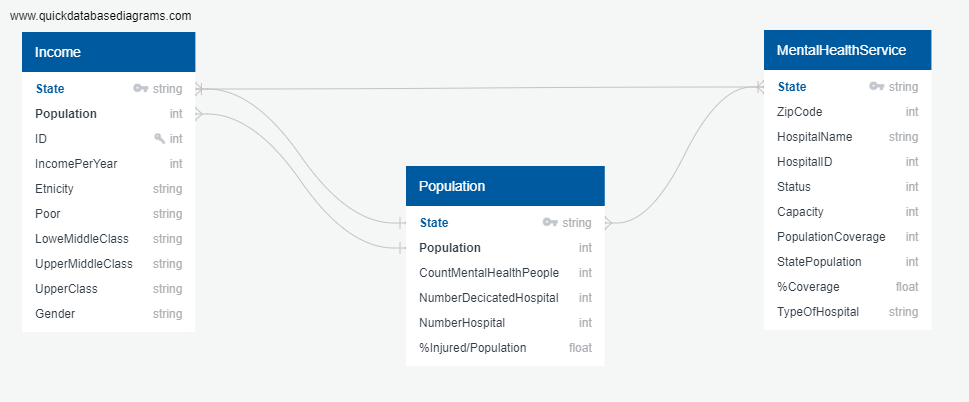 www.quickdatabasediagrams.com
Income
State string
Population int
ID int
IncomePerYear int
Etnicity string
Poor string
LoweMiddleClass string
UpperMiddleClass string
UpperClass string
Gender string
Population
State string
Population int
CountMentalHealthPeople int
NumberDecicatedHospital int
NumberHospital int
%Injured/Population float
MentalHealthService
State string
ZipCode int
HospitalName string
HospitalID int
Status int
Capacity int
PopulationCoverage int
StatePopulation int
%Coverage float
TypeOfHospital string